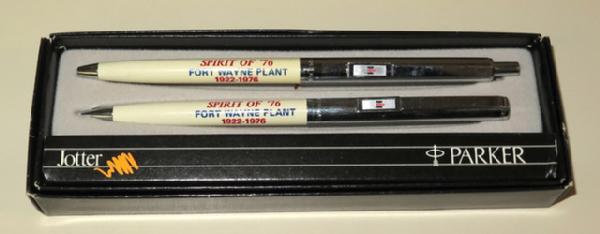 SPIRIT OF '76
FORT WAYNE PLANT
1922-1976
SPIRIT OF '76
FORT WAYNE PLANT
1922-1976
Jotter
PARKER